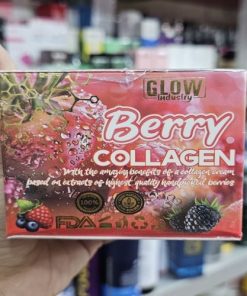 GLOW
Industry
Berry
COLLAGEN
With the amazing benefits of a collagen cream
based on extracts of highest quality handpicked berries
100%
FDA